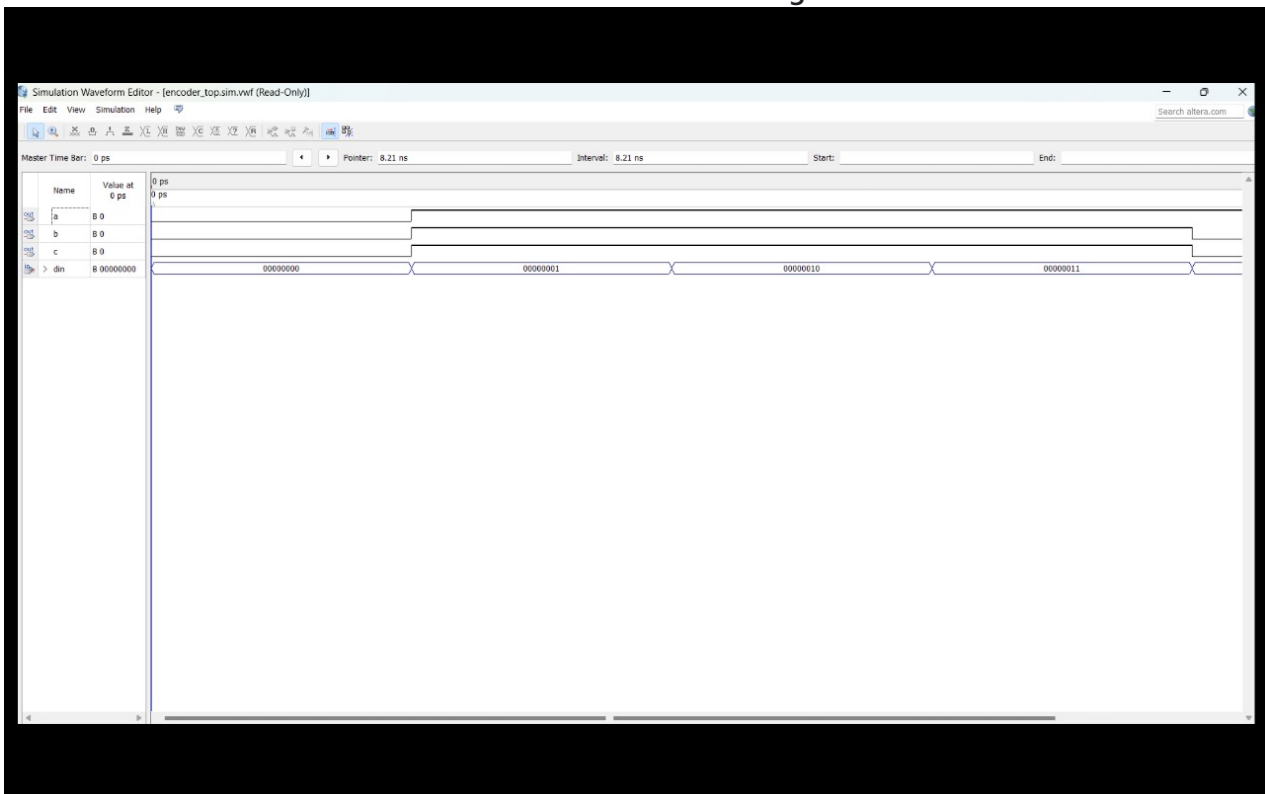 Simulation Waveform Editor - [encoder_top.sim.vwf (Read-Only)]
File Edit View Simulation Help
Search altera.com
Master Time Bar: 0 ps
Pointer: 8.21 ns
Interval: 8.21 ns
Start:
End:
Name
Value at
0 ps
0 ps
0 ps
a B 0
b B 0
c B 0
> din B 00000000 00000000 00000001 00000010 00000011